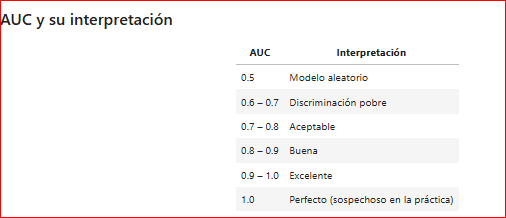 AUC y su interpretación
AUC Interpretación
0.5 Modelo aleatorio
0.6 – 0.7 Discriminación pobre
0.7 – 0.8 Aceptable
0.8 – 0.9 Buena
0.9 – 1.0 Excelente
1.0 Perfecto (sospechoso en la práctica)